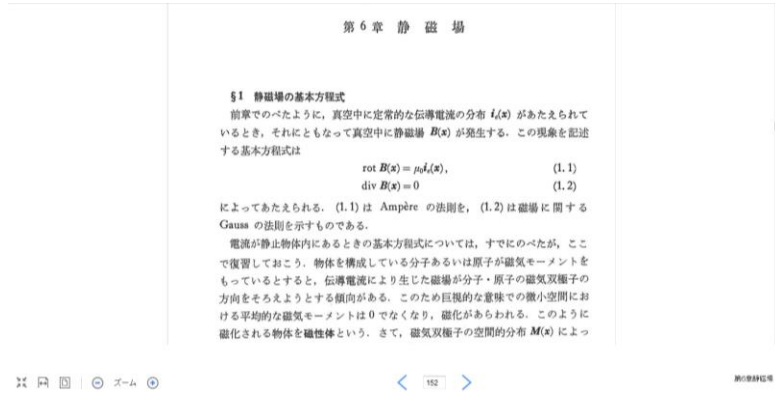 第6章 静磁場
§1 静磁場の基本方程式
前章でのべたように，真空中に定常的な伝導電流の分布 i_e(x) があたえられて
いるとき，それにともなって真空中に静磁場 B(x) が発生する．この現象を記述
する基本方程式は
rot B(x) = μ₀i_e(x), (1.1)
div B(x) = 0 (1.2)
によってあたえられる．(1.1) は Ampère の法則を，(1.2) は磁場に関する
Gauss の法則を示すものである．
電流が静止物体内にあるときの基本方程式については，すでにのべたが，ここ
で復習しておこう．物体を構成している分子あるいは原子が磁気モーメントを
もっているとすると，伝導電流により生じた磁場が分子・原子の磁気双極子の
方向をそろえようとする傾向がある．このため巨視的な意味での微小空間にお
ける平均的な磁気モーメントは0でなくなり，磁化があらわれる．このように
磁化される物体を磁性体という．さて，磁気双極子の空間的分布 M(x) によっ
ズーム 152 第6章静磁場